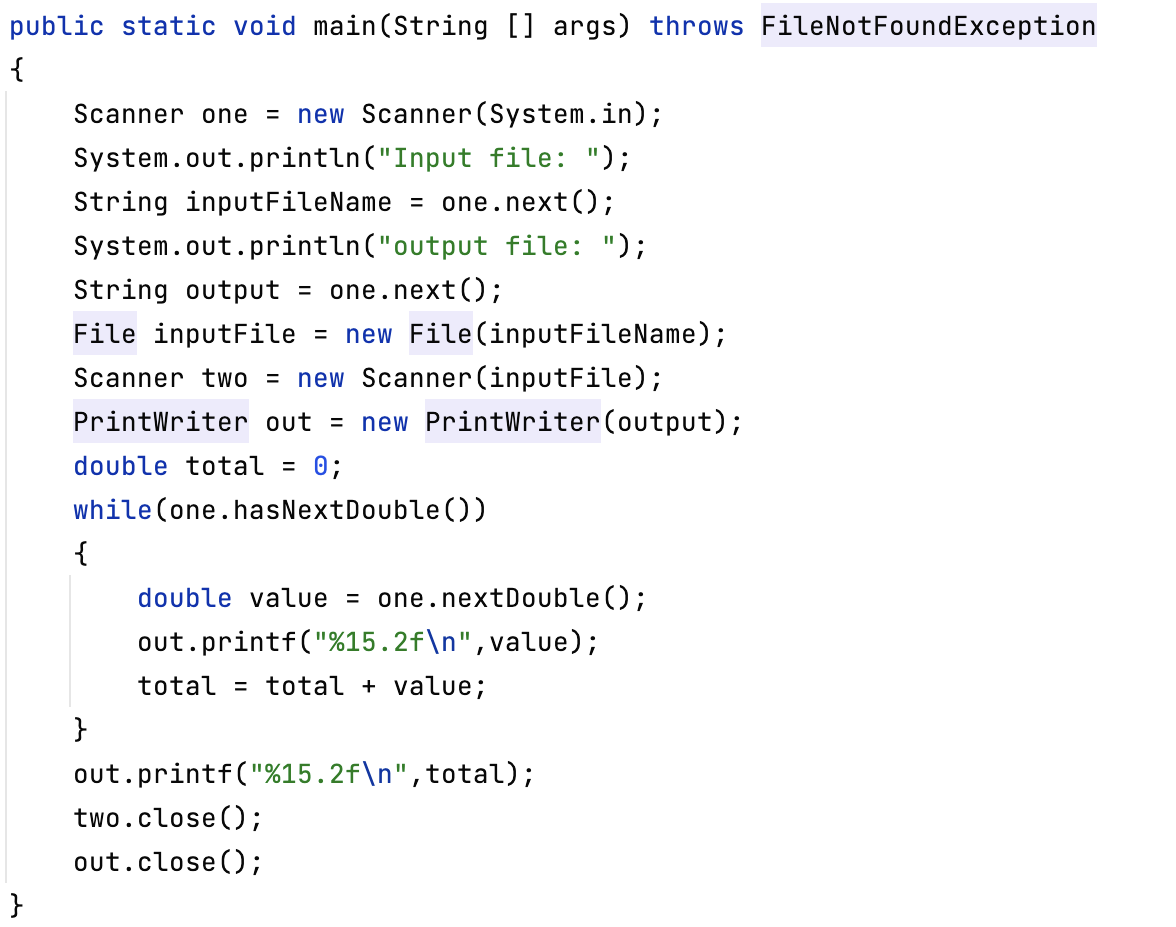 public static void main(String [] args) throws FileNotFoundException
{
    Scanner one = new Scanner(System.in);
    System.out.println("Input file: ");
    String inputFileName = one.next();
    System.out.println("output file: ");
    String output = one.next();
    File inputFile = new File(inputFileName);
    Scanner two = new Scanner(inputFile);
    PrintWriter out = new PrintWriter(output);
    double total = 0;
    while(one.hasNextDouble())
    {
        double value = one.nextDouble();
        out.printf("%15.2f\n",value);
        total = total + value;
    }
    out.printf("%15.2f\n",total);
    two.close();
    out.close();
}